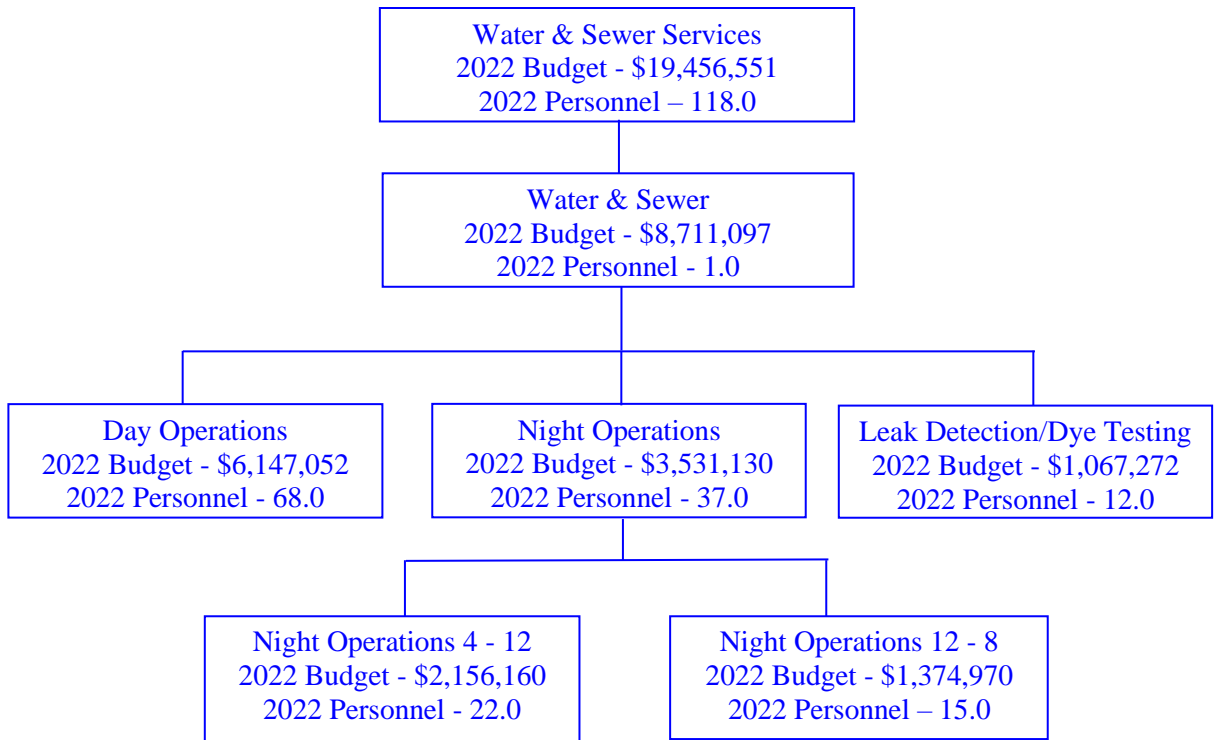 Water & Sewer Services
2022 Budget - $19,456,551
2022 Personnel – 118.0
Water & Sewer
2022 Budget - $8,711,097
2022 Personnel - 1.0
Day Operations
2022 Budget - $6,147,052
2022 Personnel - 68.0
Night Operations
2022 Budget - $3,531,130
2022 Personnel - 37.0
Leak Detection/Dye Testing
2022 Budget - $1,067,272
2022 Personnel - 12.0
Night Operations 4 - 12
2022 Budget - $2,156,160
2022 Personnel - 22.0
Night Operations 12 - 8
2022 Budget - $1,374,970
2022 Personnel – 15.0